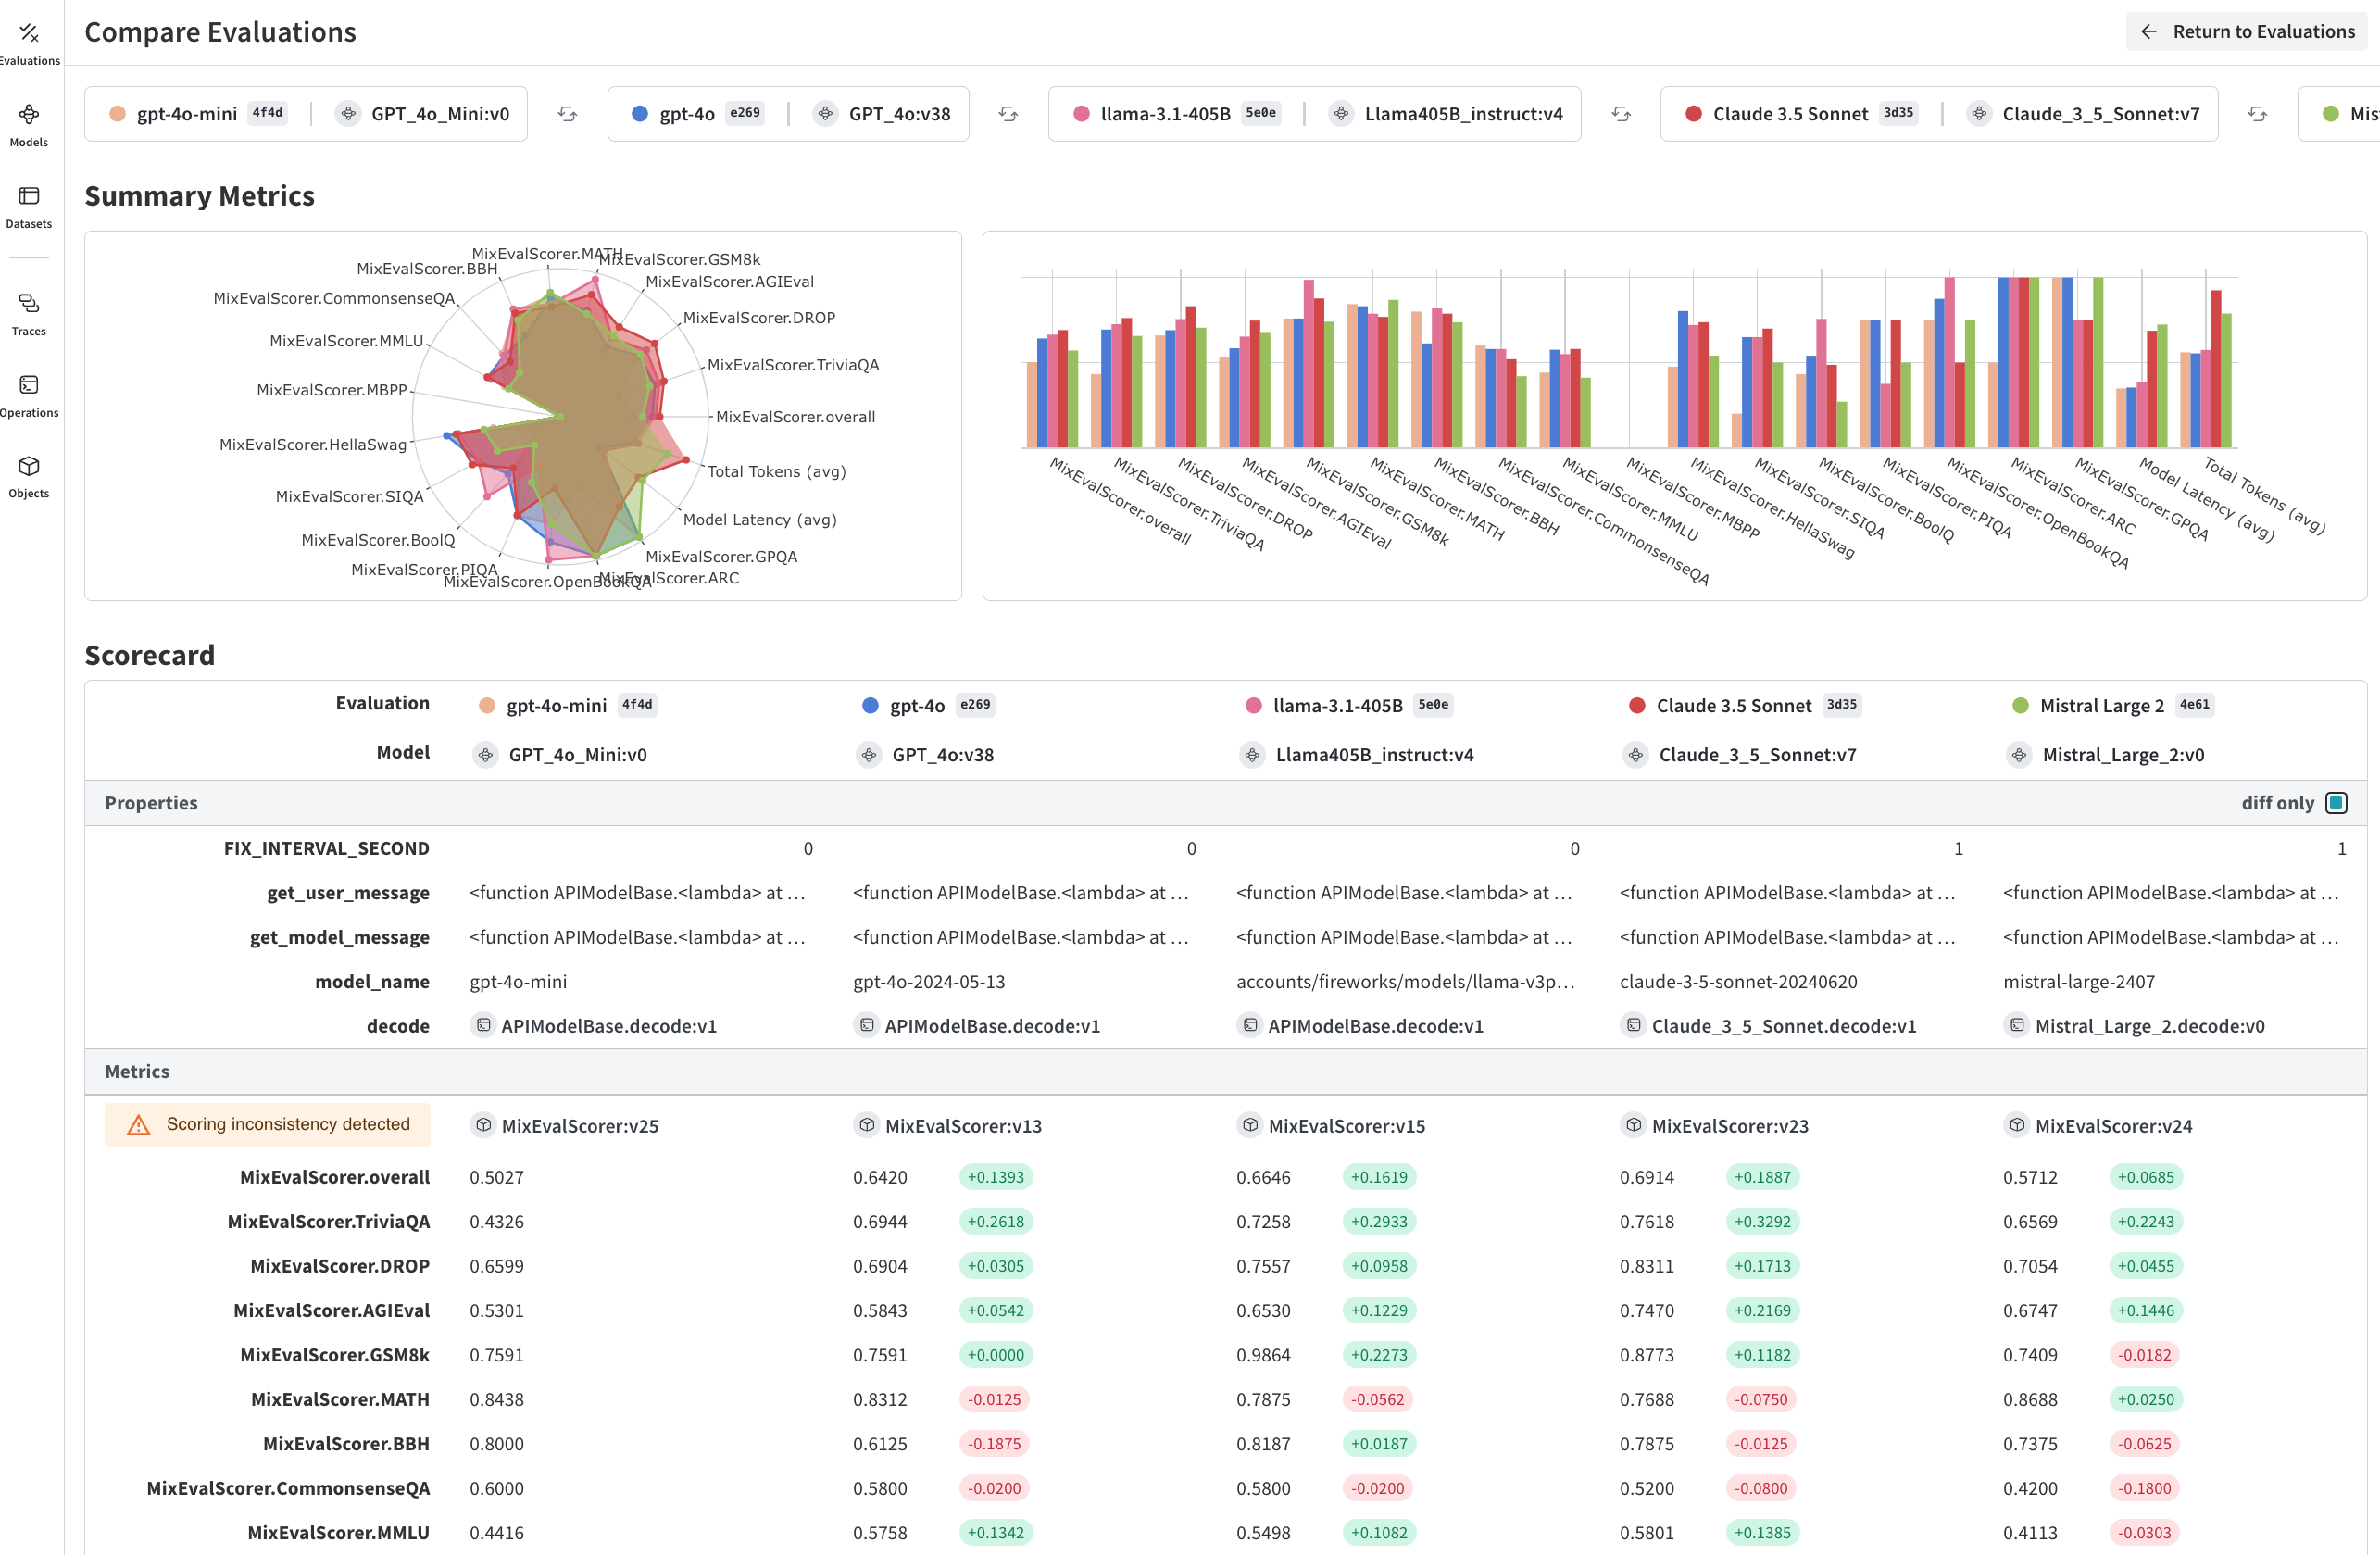 Compare Evaluations
Return to Evaluations
Evaluations
Models
Datasets
Traces
Operations
Objects
gpt-4o-mini 4f4d GPT_4o_Mini:v0
gpt-4o e269 GPT_4o:v38
llama-3.1-405B 5e0e Llama405B_instruct:v4
Claude 3.5 Sonnet 3d35 Claude_3_5_Sonnet:v7
Mis
Summary Metrics
MixEvalScorer.MATH
MixEvalScorer.GSM8k
MixEvalScorer.BBH
MixEvalScorer.AGIEval
MixEvalScorer.CommonsenseQA
MixEvalScorer.DROP
MixEvalScorer.MMLU
MixEvalScorer.TriviaQA
MixEvalScorer.MBPP
MixEvalScorer.overall
MixEvalScorer.HellaSwag
Total Tokens (avg)
MixEvalScorer.SIQA
Model Latency (avg)
MixEvalScorer.BoolQ
MixEvalScorer.GPQA
MixEvalScorer.PIQA
MixEvalScorer.ARC
MixEvalScorer.OpenBookQA
MixEvalScorer.overall
MixEvalScorer.TriviaQA
MixEvalScorer.DROP
MixEvalScorer.AGIEval
MixEvalScorer.GSM8k
MixEvalScorer.MATH
MixEvalScorer.BBH
MixEvalScorer.CommonsenseQA
MixEvalScorer.MMLU
MixEvalScorer.MBPP
MixEvalScorer.HellaSwag
MixEvalScorer.SIQA
MixEvalScorer.BoolQ
MixEvalScorer.PIQA
MixEvalScorer.OpenBookQA
MixEvalScorer.ARC
MixEvalScorer.GPQA
Model Latency (avg)
Total Tokens (avg)
Scorecard
Evaluation gpt-4o-mini 4f4d gpt-4o e269 llama-3.1-405B 5e0e Claude 3.5 Sonnet 3d35 Mistral Large 2 4e61
Model GPT_4o_Mini:v0 GPT_4o:v38 Llama405B_instruct:v4 Claude_3_5_Sonnet:v7 Mistral_Large_2:v0
Properties diff only
FIX_INTERVAL_SECOND 0 0 0 1 1
get_user_message <function APIModelBase.<lambda> at … <function APIModelBase.<lambda> at … <function APIModelBase.<lambda> at … <function APIModelBase.<lambda> at … <function APIModelBase.<lambda> at …
get_model_message <function APIModelBase.<lambda> at … <function APIModelBase.<lambda> at … <function APIModelBase.<lambda> at … <function APIModelBase.<lambda> at … <function APIModelBase.<lambda> at …
model_name gpt-4o-mini gpt-4o-2024-05-13 accounts/fireworks/models/llama-v3p… claude-3-5-sonnet-20240620 mistral-large-2407
decode APIModelBase.decode:v1 APIModelBase.decode:v1 APIModelBase.decode:v1 Claude_3_5_Sonnet.decode:v1 Mistral_Large_2.decode:v0
Metrics
Scoring inconsistency detected MixEvalScorer:v25 MixEvalScorer:v13 MixEvalScorer:v15 MixEvalScorer:v23 MixEvalScorer:v24
MixEvalScorer.overall 0.5027 0.6420 +0.1393 0.6646 +0.1619 0.6914 +0.1887 0.5712 +0.0685
MixEvalScorer.TriviaQA 0.4326 0.6944 +0.2618 0.7258 +0.2933 0.7618 +0.3292 0.6569 +0.2243
MixEvalScorer.DROP 0.6599 0.6904 +0.0305 0.7557 +0.0958 0.8311 +0.1713 0.7054 +0.0455
MixEvalScorer.AGIEval 0.5301 0.5843 +0.0542 0.6530 +0.1229 0.7470 +0.2169 0.6747 +0.1446
MixEvalScorer.GSM8k 0.7591 0.7591 +0.0000 0.9864 +0.2273 0.8773 +0.1182 0.7409 -0.0182
MixEvalScorer.MATH 0.8438 0.8312 -0.0125 0.7875 -0.0562 0.7688 -0.0750 0.8688 +0.0250
MixEvalScorer.BBH 0.8000 0.6125 -0.1875 0.8187 +0.0187 0.7875 -0.0125 0.7375 -0.0625
MixEvalScorer.CommonsenseQA 0.6000 0.5800 -0.0200 0.5800 -0.0200 0.5200 -0.0800 0.4200 -0.1800
MixEvalScorer.MMLU 0.4416 0.5758 +0.1342 0.5498 +0.1082 0.5801 +0.1385 0.4113 -0.0303